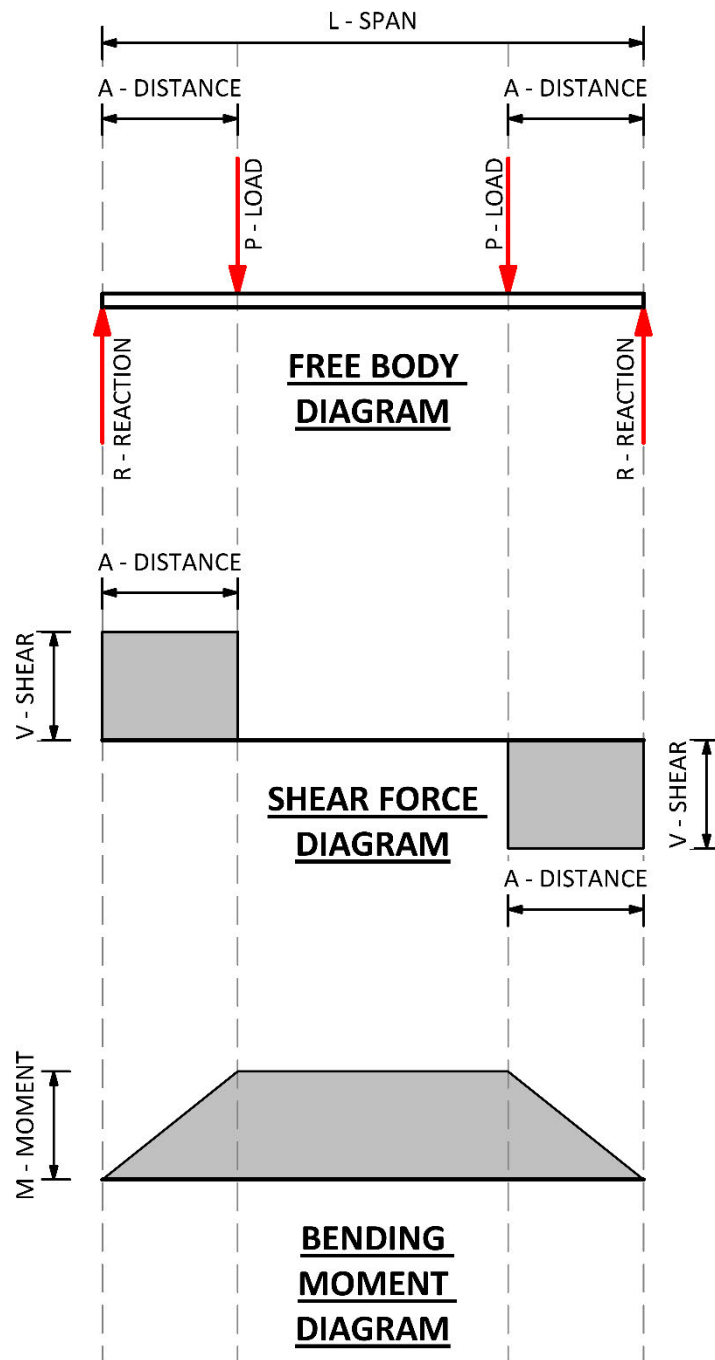 L - SPAN
A - DISTANCE
A - DISTANCE
P - LOAD
P - LOAD
R - REACTION
FREE BODY
DIAGRAM
R - REACTION
A - DISTANCE
V - SHEAR
SHEAR FORCE
DIAGRAM
V - SHEAR
A - DISTANCE
M - MOMENT
BENDING
MOMENT
DIAGRAM